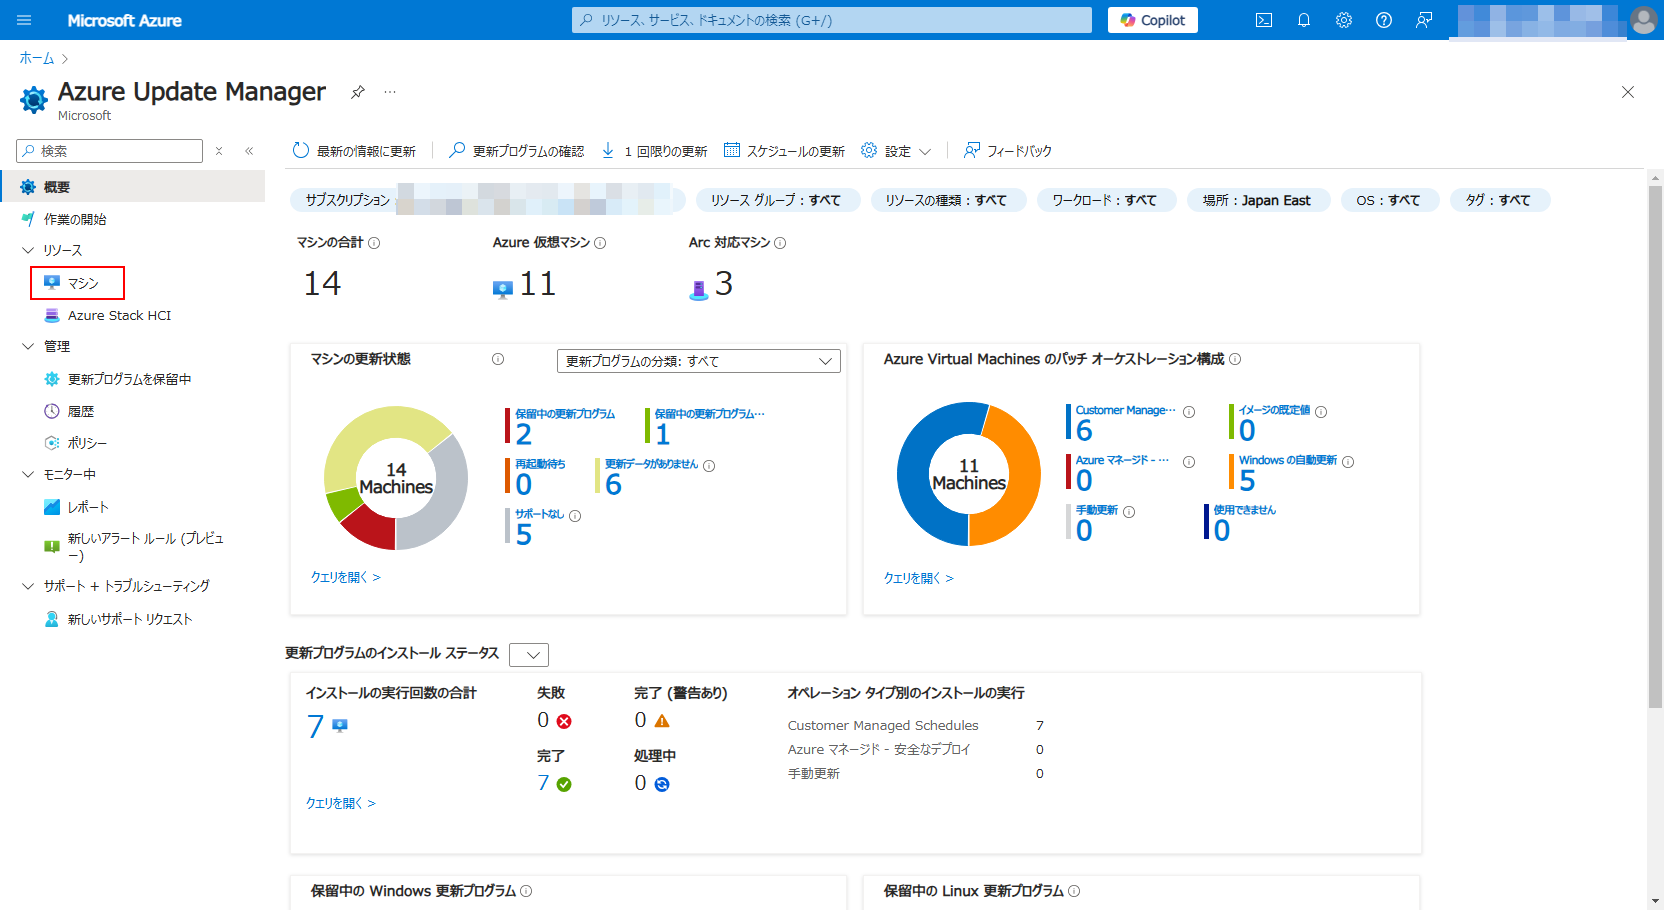 Microsoft Azure
リソース、サービス、ドキュメントの検索 (G+/)
Copilot
ホーム >
Azure Update Manager
Microsoft
検索
最新の情報に更新
更新プログラムの確認
1 回限りの更新
スケジュールの更新
設定
フィードバック
概要
作業の開始
リソース
マシン
Azure Stack HCI
管理
更新プログラムを保留中
履歴
ポリシー
モニター中
レポート
新しいアラート ルール (プレビュ
ー)
サポート + トラブルシューティング
新しいサポート リクエスト
サブスクリプション
リソース グループ : すべて
リソースの種類 : すべて
ワークロード : すべて
場所 : Japan East
OS : すべて
タグ : すべて
マシンの合計
14
Azure 仮想マシン
11
Arc 対応マシン
3
マシンの更新状態
更新プログラムの分類: すべて
14
Machines
保留中の更新プログラム
2
保留中の更新プログラム…
1
再起動待ち
0
更新データがありません
6
サポートなし
5
クエリを開く >
Azure Virtual Machines のパッチ オーケストレーション構成
11
Machines
Customer Manage…
6
イメージの既定値
0
Azure マネージド - …
0
Windows の自動更新
5
手動更新
0
使用できません
0
クエリを開く >
更新プログラムのインストール ステータス
インストールの実行回数の合計
7
失敗
0
完了 (警告あり)
0
完了
7
処理中
0
クエリを開く >
オペレーション タイプ別のインストールの実行
Customer Managed Schedules 7
Azure マネージド - 安全なデプロイ 0
手動更新 0
保留中の Windows 更新プログラム
保留中の Linux 更新プログラム